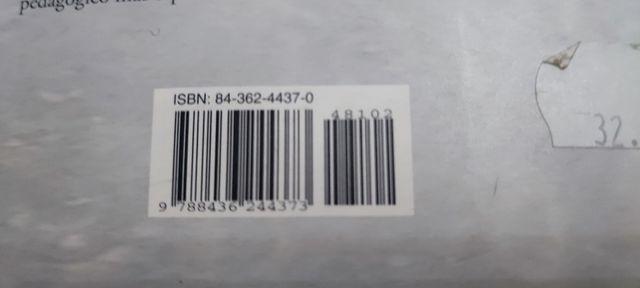 pedagógico
ISBN: 84-362-4437-0
48102
9 788436 244373
32.